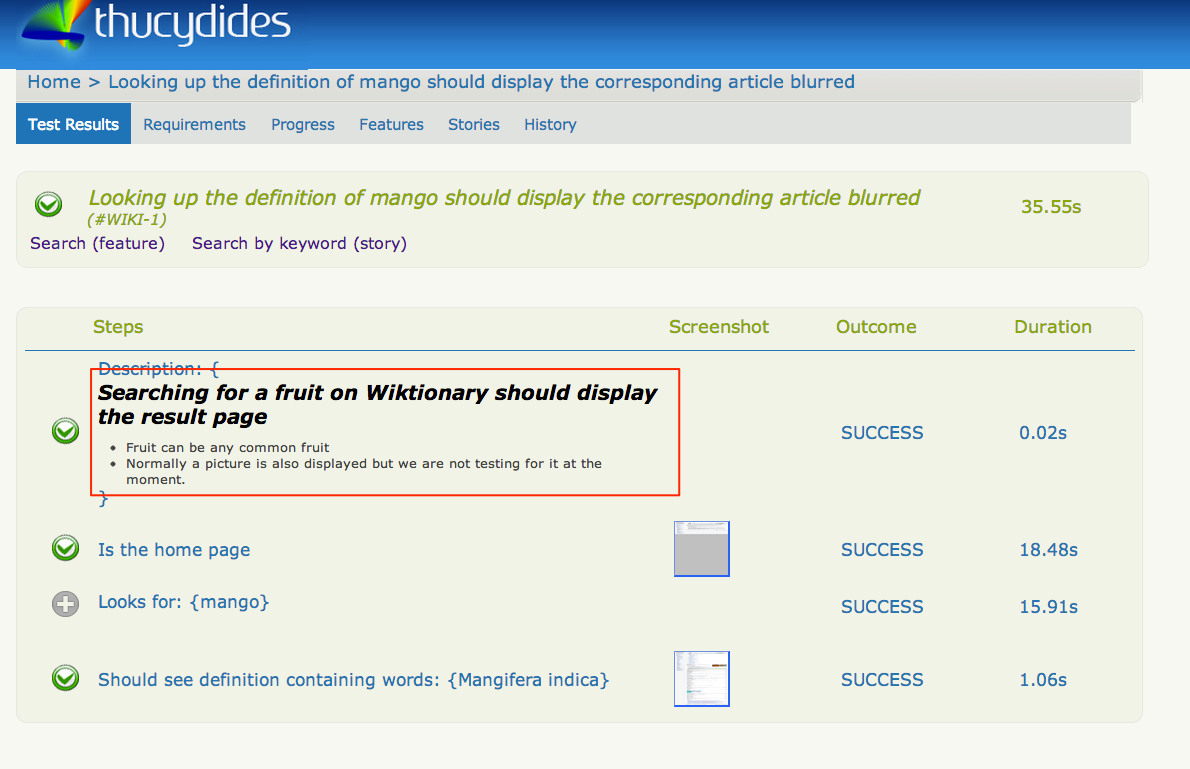 thucydides
Home > Looking up the definition of mango should display the corresponding article blurred
Test Results Requirements Progress Features Stories History
Looking up the definition of mango should display the corresponding article blurred 35.55s
(#WIKI-1)
Search (feature) Search by keyword (story)
Steps Screenshot Outcome Duration
Description: {
Searching for a fruit on Wiktionary should display
the result page
• Fruit can be any common fruit
• Normally a picture is also displayed but we are not testing for it at the
moment.
} SUCCESS 0.02s
Is the home page SUCCESS 18.48s
Looks for: {mango} SUCCESS 15.91s
Should see definition containing words: {Mangifera indica} SUCCESS 1.06s